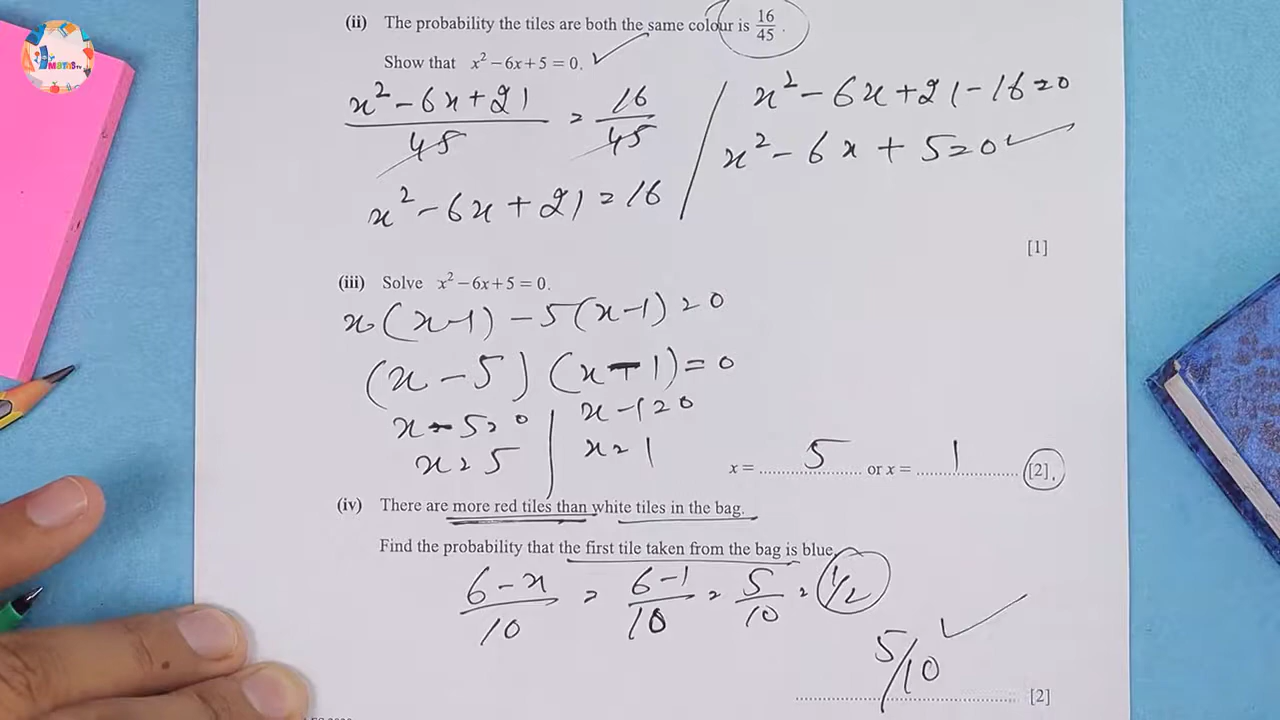 (ii) The probability the tiles are both the same colour is 16/45.
Show that x² − 6x + 5 = 0.
x² − 6x + 21 / 45 = 16/45
x² − 6x + 21 = 16
x² − 6x + 21 − 16 = 0
x² − 6x + 5 = 0
[1]
(iii) Solve x² − 6x + 5 = 0.
x(x−1) − 5(x−1) = 0
(x − 5) (x − 1) = 0
x − 5 = 0
x = 5
x − 1 = 0
x = 1
x = 5 or x = 1 [2]
(iv) There are more red tiles than white tiles in the bag.
Find the probability that the first tile taken from the bag is blue.
6 − x / 10 = 6 − 1 / 10 = 5/10 = 1/2
5/10
[2]